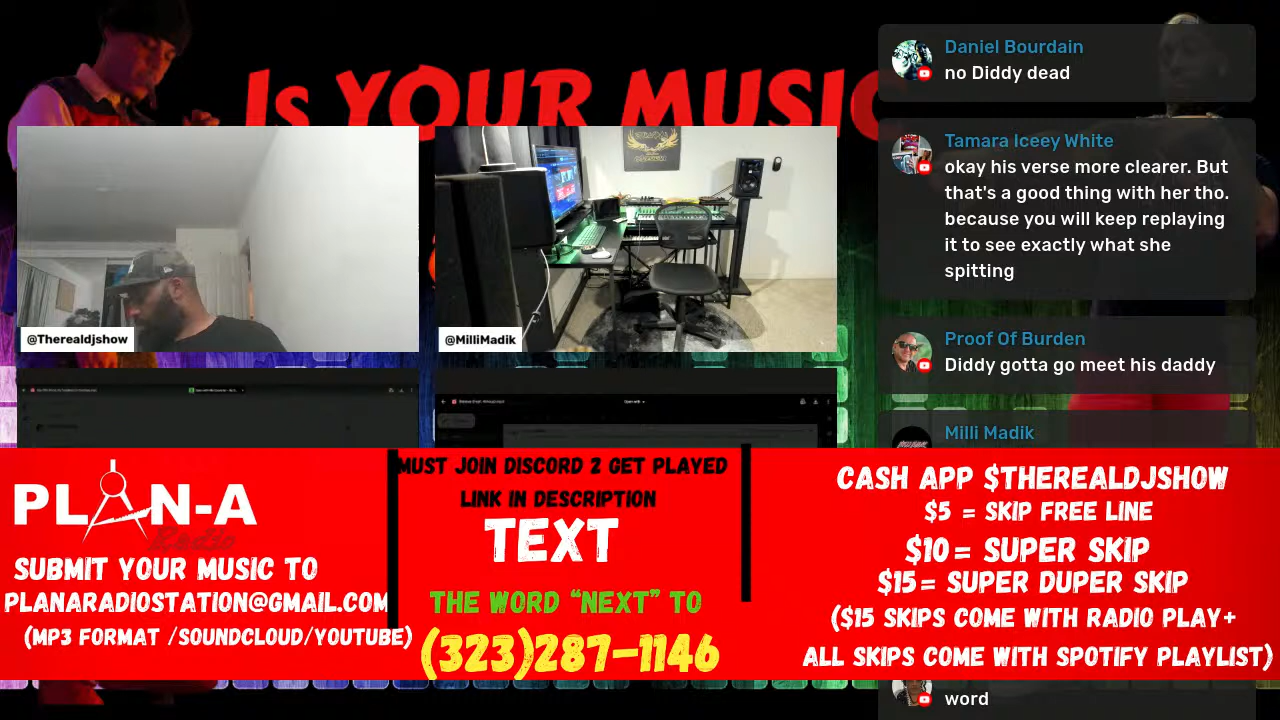 Is YOUR MUSIC
Daniel Bourdain
no Diddy dead
Tamara Iceey White
okay his verse more clearer. But
that's a good thing with her tho.
because you will keep replaying
it to see exactly what she
spitting
Proof Of Burden
Diddy gotta go meet his daddy
Milli Madik
word
@Therealdjshow
@MilliMadik
PLAN-A
Radio
SUBMIT YOUR MUSIC TO
PLANARADIOSTATION@GMAIL.COM
(MP3 FORMAT /SOUNDCLOUD/YOUTUBE)
MUST JOIN DISCORD 2 GET PLAYED
LINK IN DESCRIPTION
TEXT
THE WORD “NEXT” TO
(323)287-1146
CASH APP $THEREALDJSHOW
$5 = SKIP FREE LINE
$10= SUPER SKIP
$15= SUPER DUPER SKIP
($15 SKIPS COME WITH RADIO PLAY+
ALL SKIPS COME WITH SPOTIFY PLAYLIST)